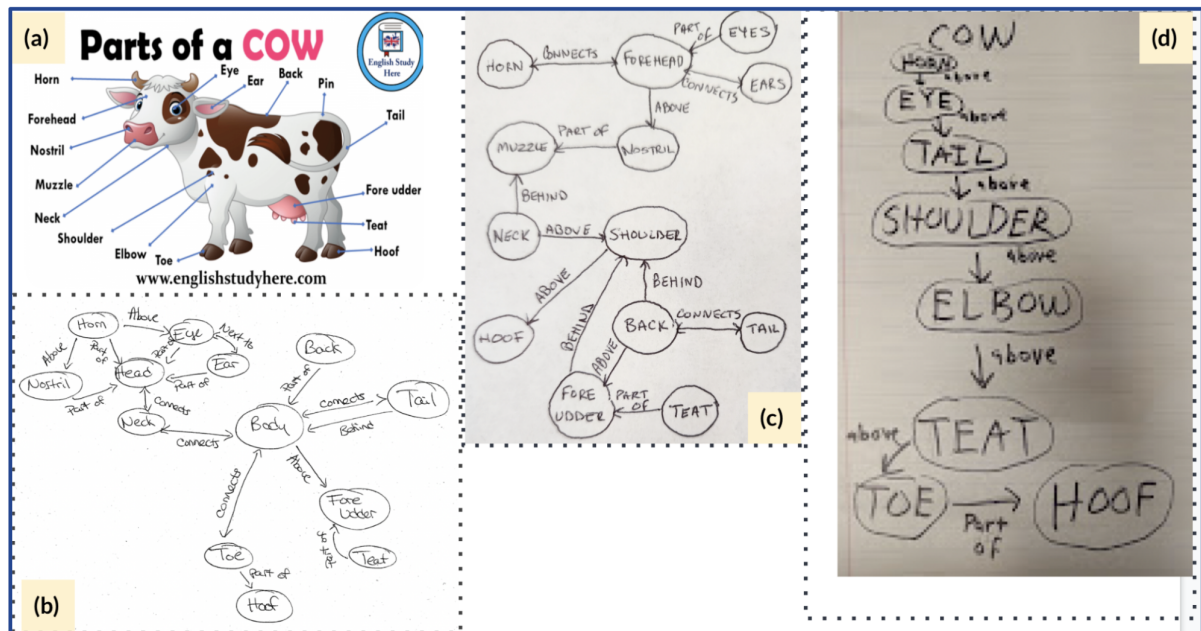 (a)
Parts of a COW
English Study
Here
Horn
Eye
Ear
Back
Pin
Forehead
Tail
Nostril
Muzzle
Fore udder
Neck
Teat
Shoulder
Elbow
Toe
Hoof
www.englishstudyhere.com
(b)
Horn
Above
Eye
Next to
Above
Part of
Part of
Nostril
Head
Part of
Ear
Part of
Connects
Neck
Connects
Back
Part of
Body
Connects
Tail
Behind
Above
Connects
Fore
Udder
Part of
Teat
Toe
Part of
Hoof
(c)
PART OF
EYES
HORN
CONNECTS
FOREHEAD
CONNECTS
EARS
ABOVE
MUZZLE
PART OF
NOSTRIL
BEHIND
NECK
ABOVE
SHOULDER
ABOVE
BEHIND
HOOF
BEHIND
BACK
CONNECTS
TAIL
ABOVE
FORE
UDDER
PART OF
TEAT
(d)
COW
HORN
above
EYE
above
TAIL
above
SHOULDER
above
ELBOW
above
TEAT
above
TOE
Part of
HOOF